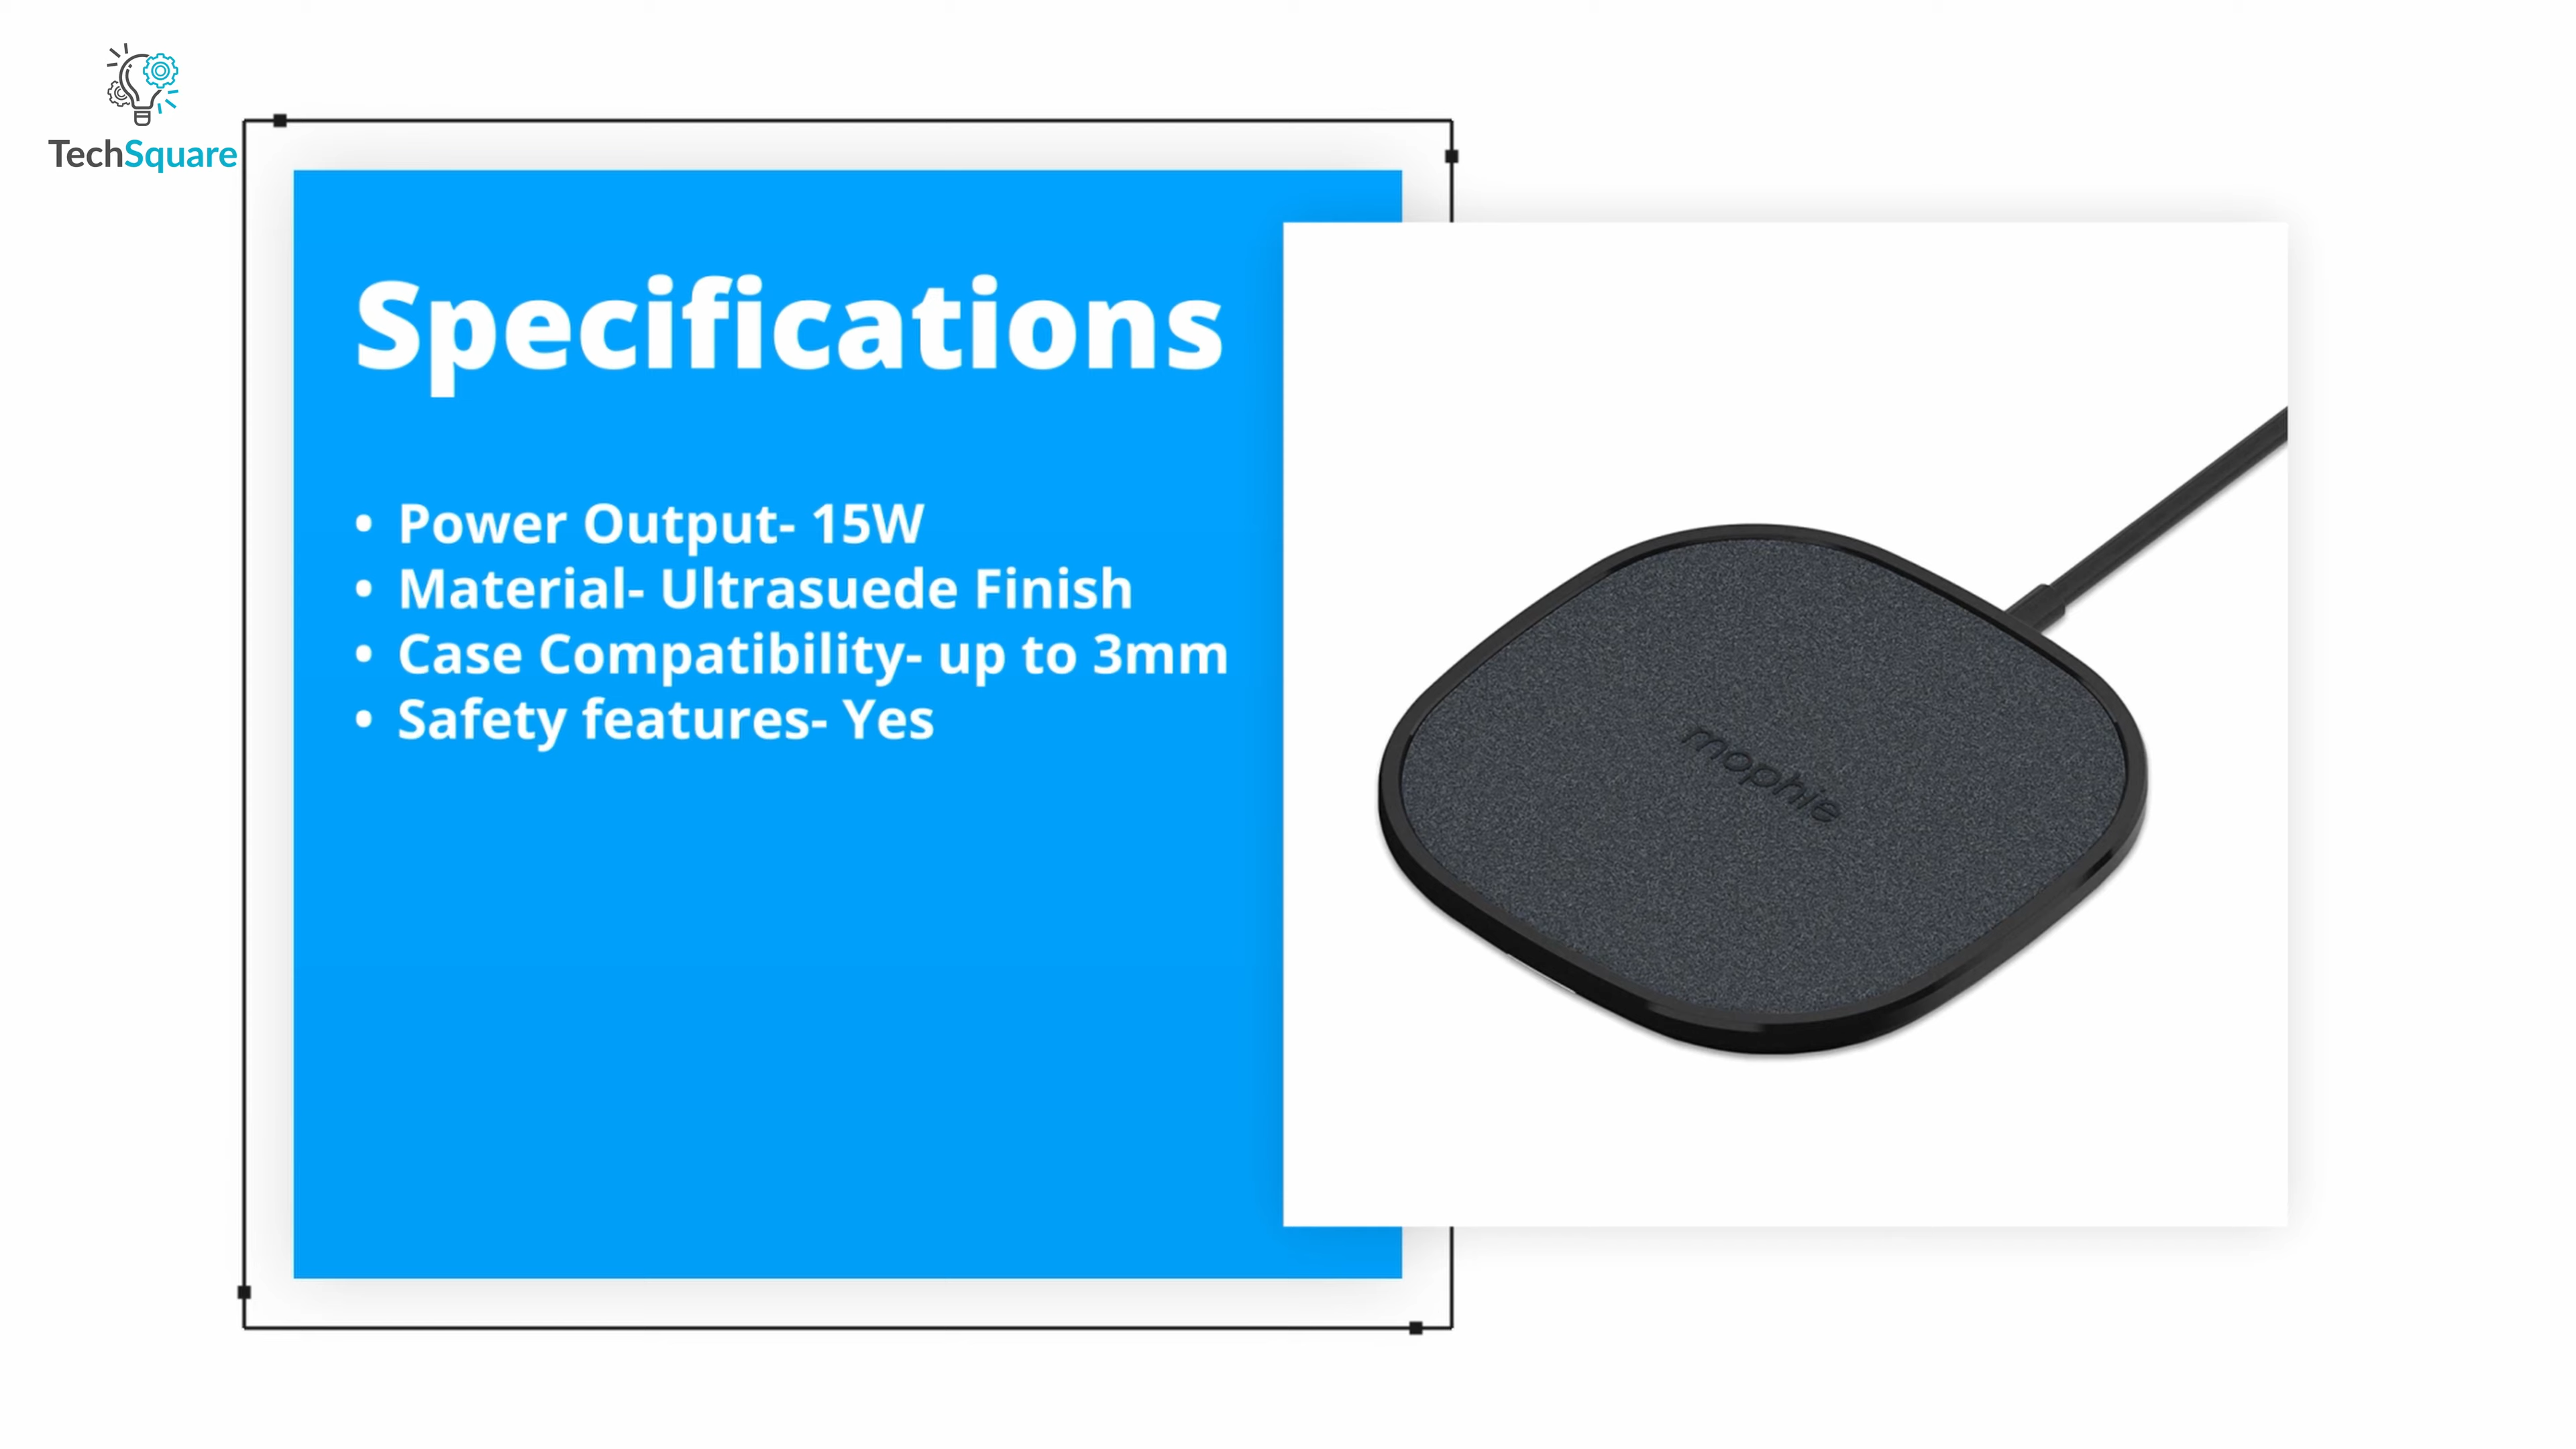 TechSquare
Specifications
• Power Output- 15W
• Material- Ultrasuede Finish
• Case Compatibility- up to 3mm
• Safety features- Yes
mophie